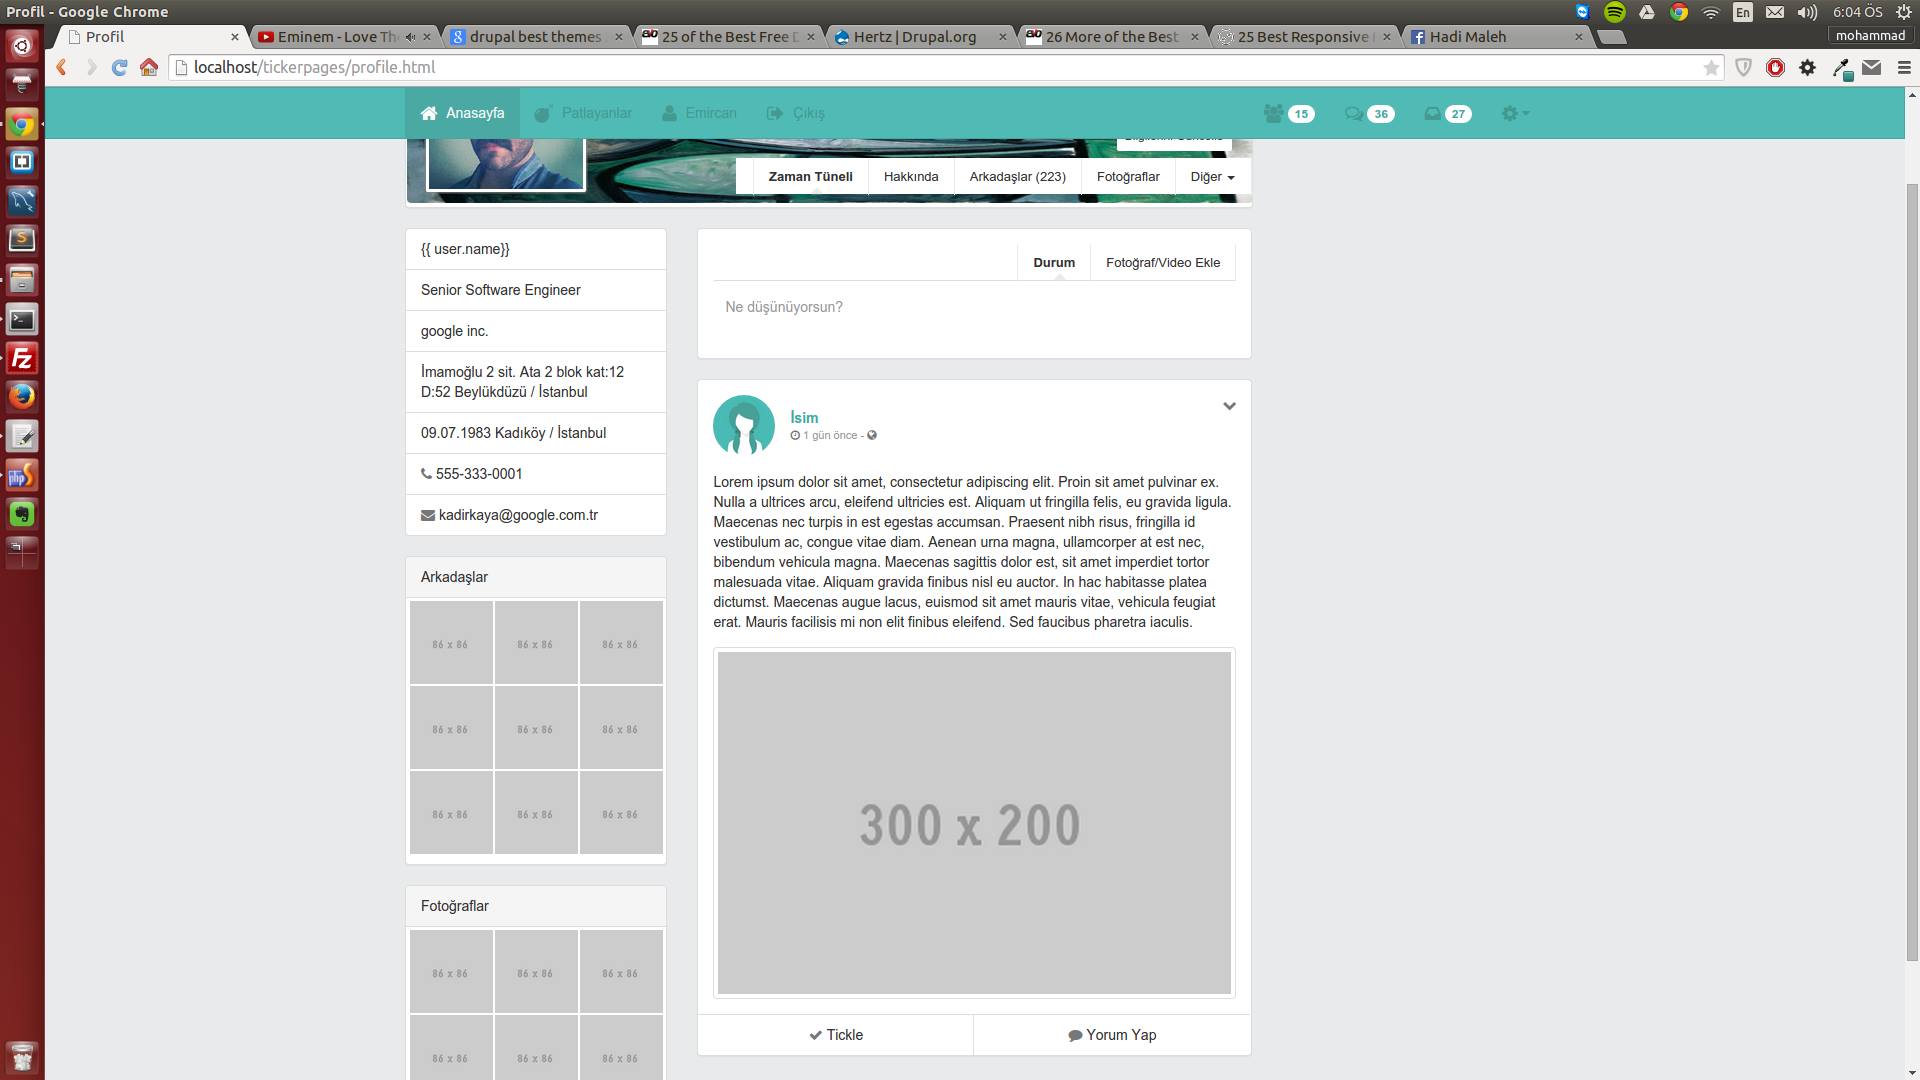 Profil - Google Chrome
En
6:04 ÖS
mohammad
Profil
Eminem - Love The
drupal best themes
25 of the Best Free D
Hertz | Drupal.org
26 More of the Best
25 Best Responsive
Hadi Maleh
localhost/tickerpages/profile.html
Anasayfa
Patlayanlar
Emircan
Çıkış
15
36
27
Zaman Tüneli
Hakkında
Arkadaşlar (223)
Fotoğraflar
Diğer
{{ user.name}}
Senior Software Engineer
google inc.
İmamoğlu 2 sit. Ata 2 blok kat:12
D:52 Beylükdüzü / İstanbul
09.07.1983 Kadıköy / İstanbul
555-333-0001
kadirkaya@google.com.tr
Arkadaşlar
86 x 86
86 x 86
86 x 86
86 x 86
86 x 86
86 x 86
86 x 86
86 x 86
86 x 86
Fotoğraflar
86 x 86
86 x 86
86 x 86
86 x 86
86 x 86
86 x 86
Durum
Fotoğraf/Video Ekle
Ne düşünüyorsun?
İsim
1 gün önce -
Lorem ipsum dolor sit amet, consectetur adipiscing elit. Proin sit amet pulvinar ex.
Nulla a ultrices arcu, eleifend ultricies est. Aliquam ut fringilla felis, eu gravida ligula.
Maecenas nec turpis in est egestas accumsan. Praesent nibh risus, fringilla id
vestibulum ac, congue vitae diam. Aenean urna magna, ullamcorper at est nec,
bibendum vehicula magna. Maecenas sagittis dolor est, sit amet imperdiet tortor
malesuada vitae. Aliquam gravida finibus nisl eu auctor. In hac habitasse platea
dictumst. Maecenas augue lacus, euismod sit amet mauris vitae, vehicula feugiat
erat. Mauris facilisis mi non elit finibus eleifend. Sed faucibus pharetra iaculis.
300 x 200
Tickle
Yorum Yap